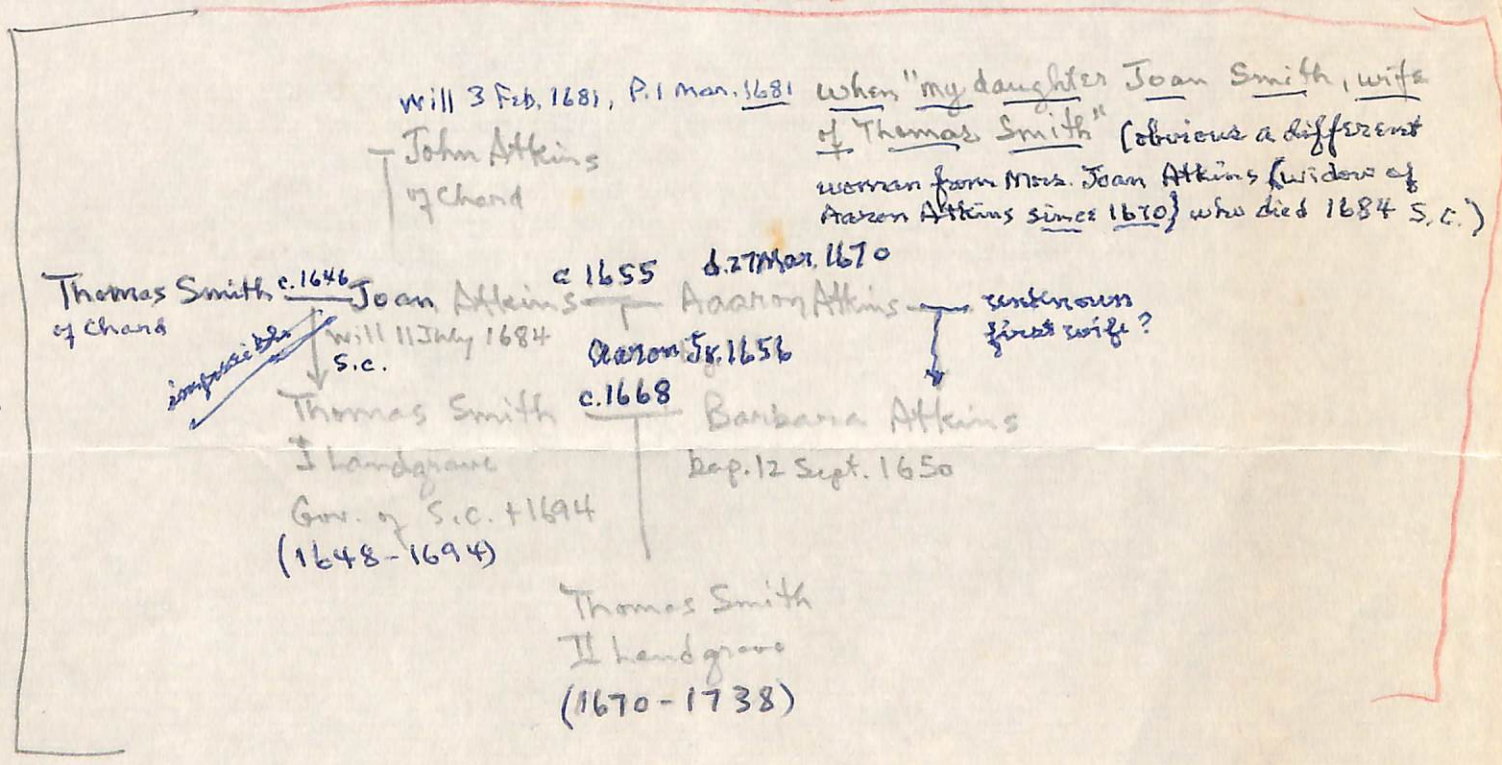 will 3 Feb. 1681, P. 1 Mar. 1681 when "my daughter Joan Smith, wife
of Thomas Smith" (obvious a different
woman from Mrs. Joan Atkins (widow of
Aaron Atkins since 1670) who died 1684 S.C.)
John Atkins
of Chard
Thomas Smith c.1646 Joan Atkins c 1655 Aaaron Atkins d. 27 Mar. 1670 unknown
of Chard
first wife?
impossible
will 11 July 1684
S.C.
Aaron Jr. 1656
Thomas Smith c.1668 Barbara Atkins
I Landgrave
bap. 12 Sept. 1650
Gov. of S.C. +1694
(1648-1694)
Thomas Smith
II Landgrave
(1670-1738)